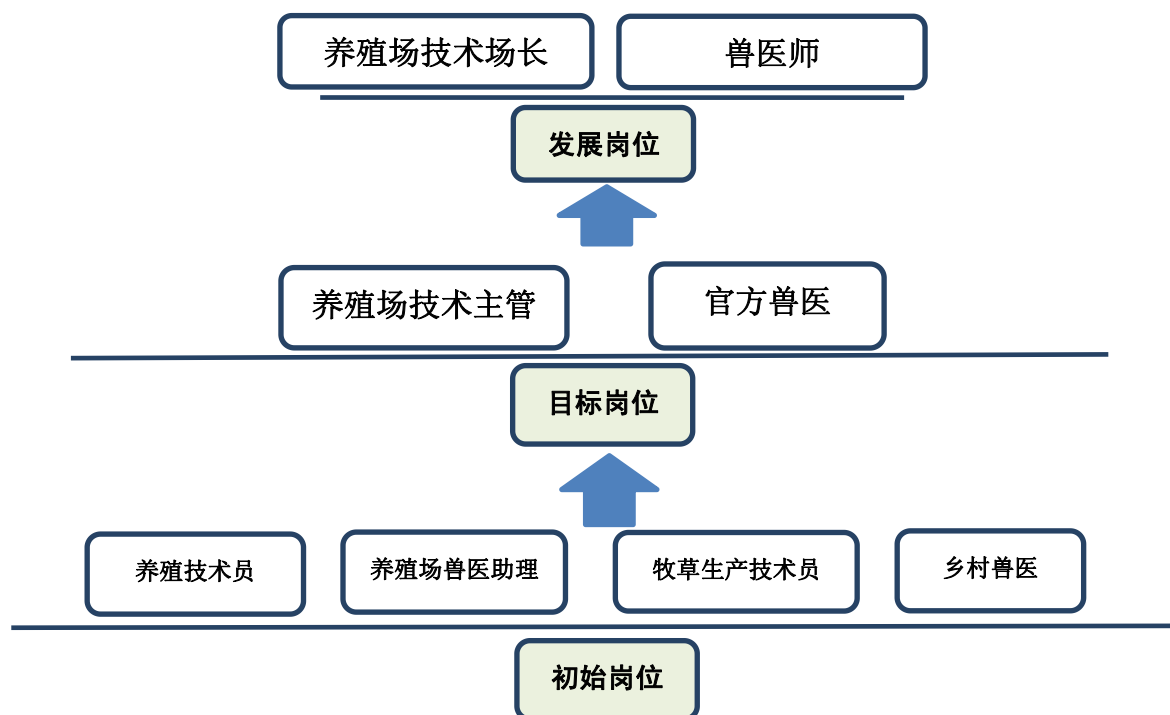 养殖场技术场长
兽医师
发展岗位
养殖场技术主管
官方兽医
目标岗位
养殖技术员
养殖场兽医助理
牧草生产技术员
乡村兽医
初始岗位